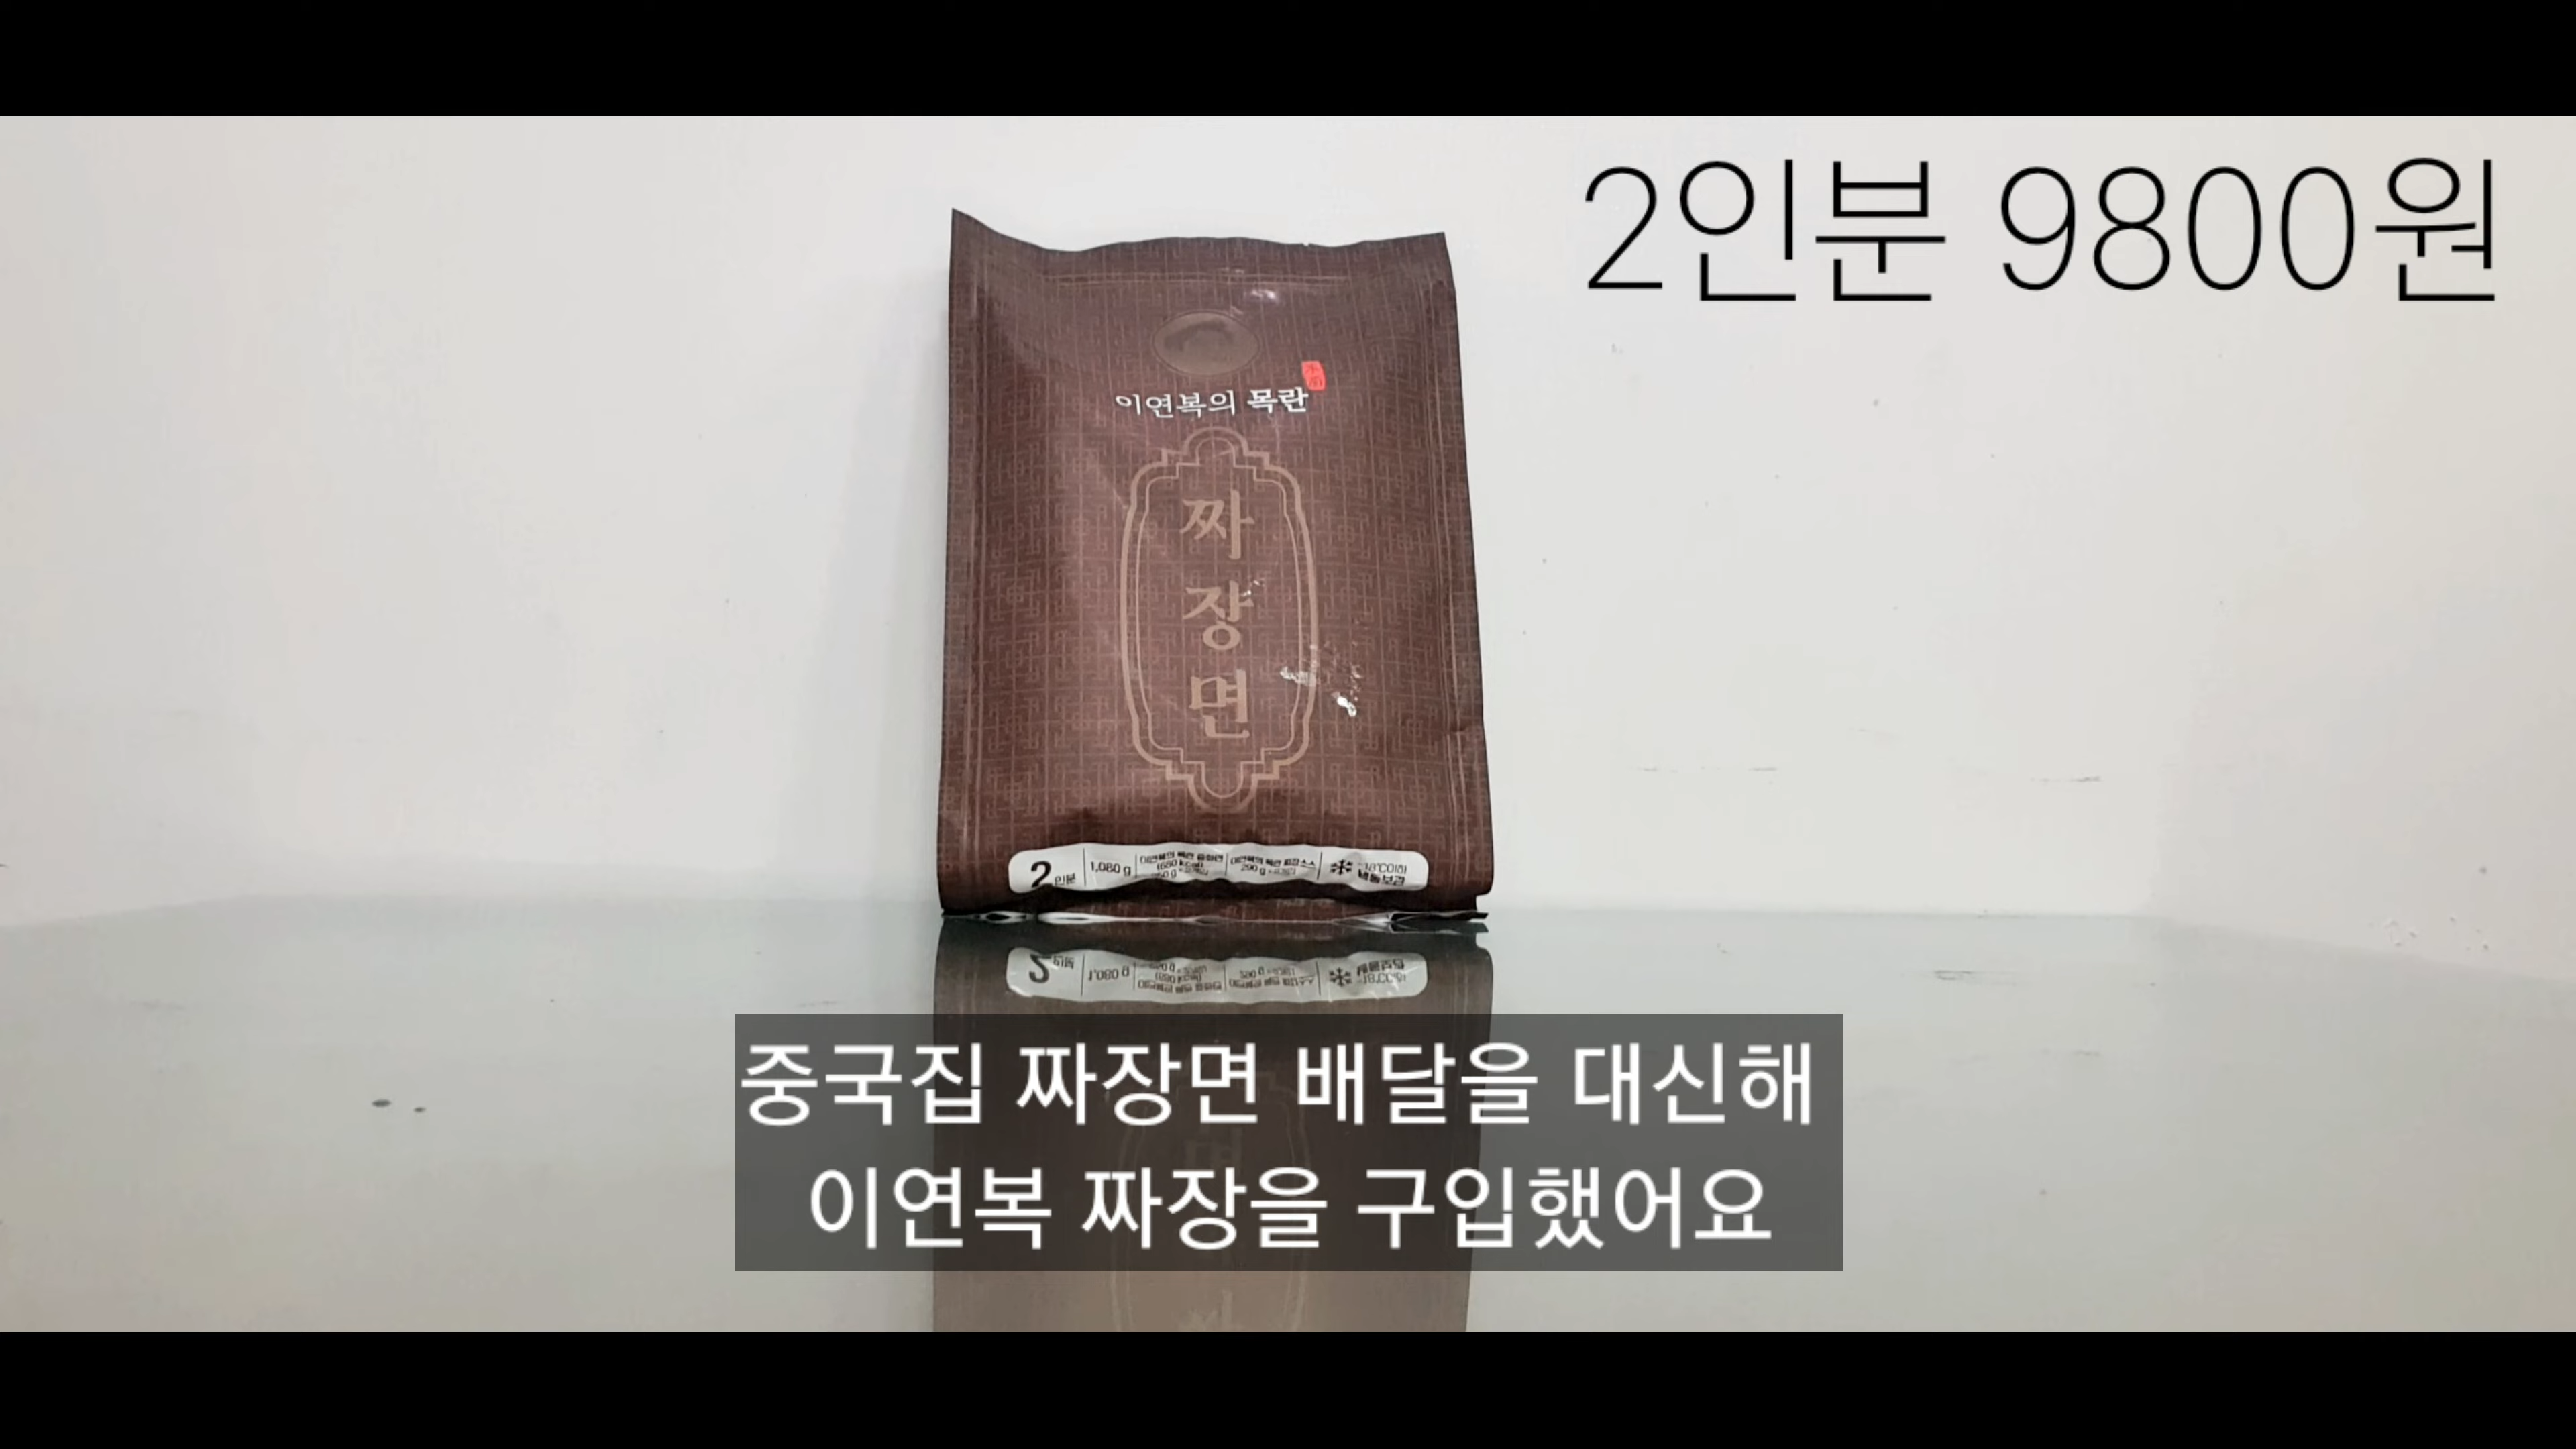 2인분 9800원
이연복의 목란
짜
장
면
2인분 1,080 g 290 g 냉동보관
중국집 짜장면 배달을 대신해
이연복 짜장을 구입했어요